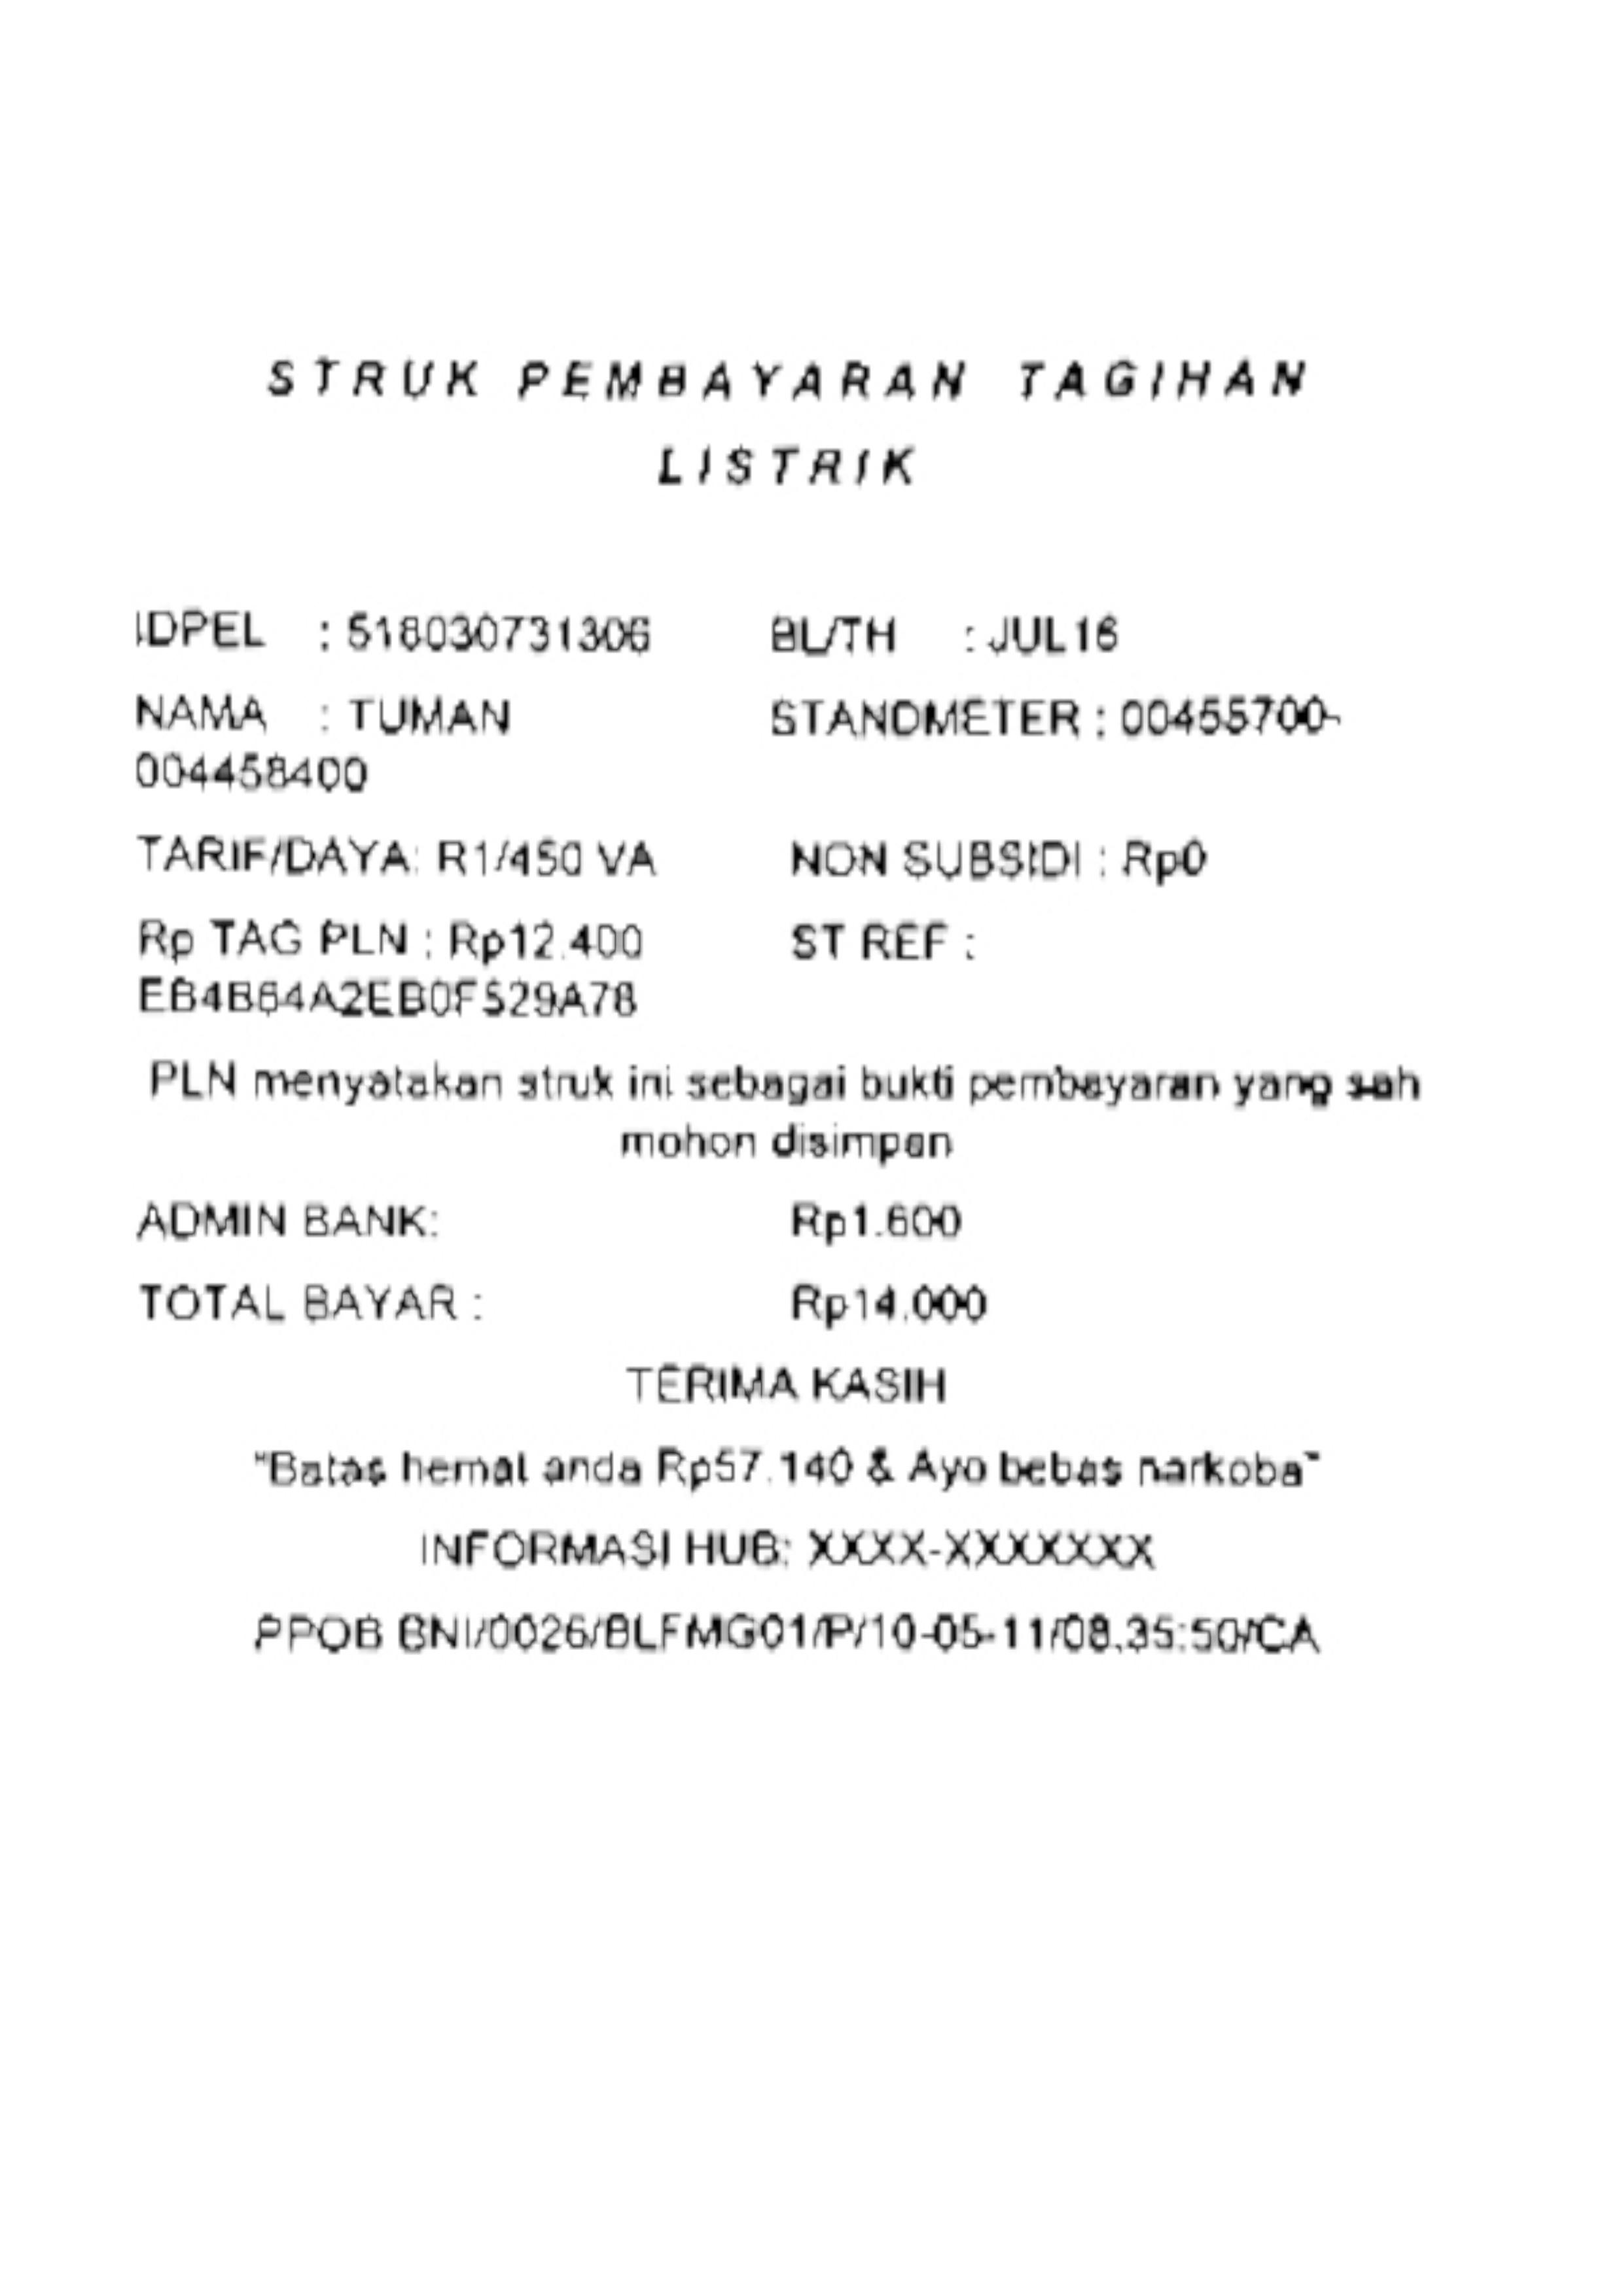 STRUK PEMBAYARAN TAGIHAN
LISTRIK
IDPEL : 518030731306 BL/TH : JUL16
NAMA : TUMAN STANDMETER : 00455700-
004458400
TARIF/DAYA: R1/450 VA NON SUBSIDI : Rp0
Rp TAG PLN : Rp12.400 ST REF :
EB4B64A2EB0F529A78
PLN menyatakan struk ini sebagai bukti pembayaran yang sah
mohon disimpan
ADMIN BANK: Rp1.600
TOTAL BAYAR : Rp14.000
TERIMA KASIH
"Batas hemat anda Rp57.140 & Ayo bebas narkoba"
INFORMASI HUB: XXXX-XXXXXXX
PPOB BNI/0026/BLFMG01/P/10-05-11/08.35:50/CA